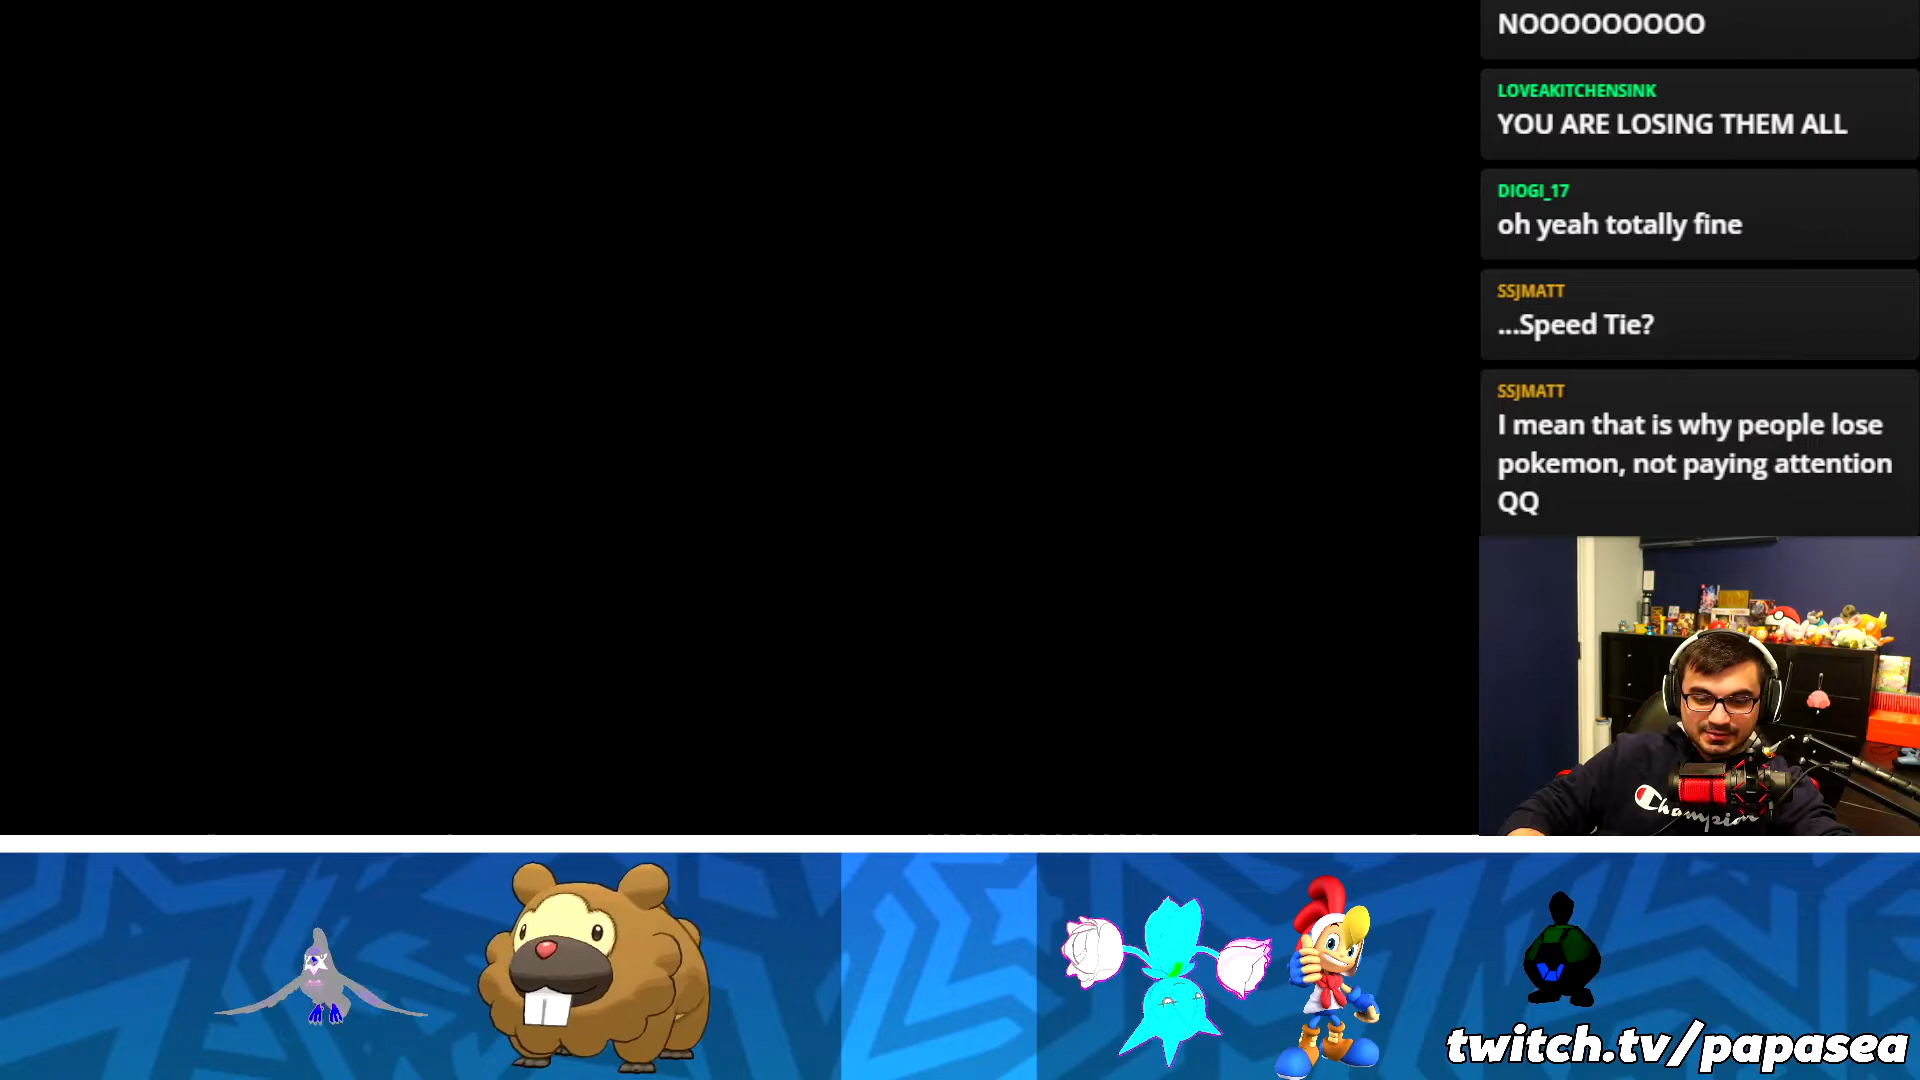 NOOOOOOOOO
LOVEAKITCHENSINK
YOU ARE LOSING THEM ALL
DIOGI_17
oh yeah totally fine
SSJMATT
...Speed Tie?
SSJMATT
I mean that is why people lose
pokemon, not paying attention
QQ
Champion
twitch.tv/papasea